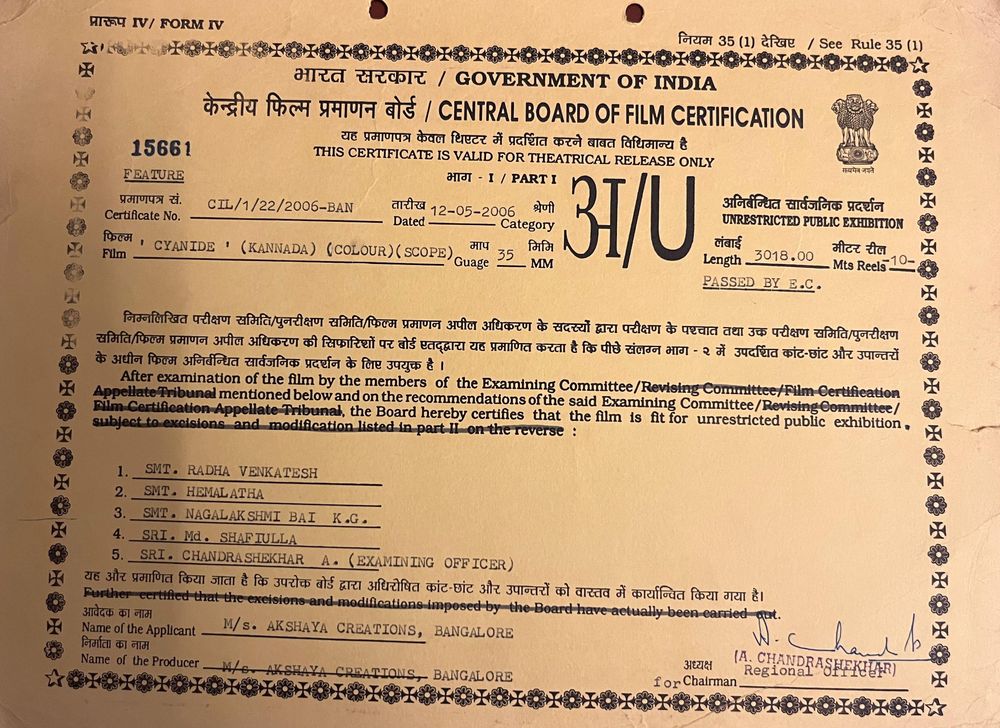 प्रारूप IV/ FORM IV
नियम 35 (1) देखिए / See Rule 35 (1)
भारत सरकार / GOVERNMENT OF INDIA
केन्द्रीय फिल्म प्रमाणन बोर्ड / CENTRAL BOARD OF FILM CERTIFICATION
यह प्रमाणपत्र केवल थिएटर में प्रदर्शित करने बाबत विधिमान्य है
15661
THIS CERTIFICATE IS VALID FOR THEATRICAL RELEASE ONLY
सत्यमेव जयते
FEATURE
भाग - I / PART I
अ/U
प्रमाणपत्र सं. CIL/1/22/2006-BAN तारीख 12-05-2006 श्रेणी
Certificate No. Dated Category
अनिर्बन्धित सार्वजनिक प्रदर्शन
UNRESTRICTED PUBLIC EXHIBITION
फिल्म ' CYANIDE ' (KANNADA) (COLOUR)(SCOPE) माप 35 मिमि
Film Guage MM
लंबाई 3018.00 मीटर रील -10-
Length Mts Reels
PASSED BY E.C.
निम्नलिखित परीक्षण समिति/पुनरीक्षण समिति/फिल्म प्रमाणन अपील अधिकरण के सदस्यों द्वारा परीक्षण के पश्चात तथा उक्त परीक्षण समिति/पुनरीक्षण
समिति/फिल्म प्रमाणन अपील अधिकरण की सिफारिशों पर बोर्ड एतद्द्वारा यह प्रमाणित करता है कि पीछे संलग्न भाग - २ में उपदर्शित कांट-छांट और उपान्तरों
के अधीन फिल्म अनिर्बन्धित सार्वजनिक प्रदर्शन के लिए उपयुक्त है ।
After examination of the film by the members of the Examining Committee/Revising Committee/Film Certification
Appellate Tribunal mentioned below and on the recommendations of the said Examining Committee/Revising Committee/
Film Certification Appellate Tribunal, the Board hereby certifies that the film is fit for unrestricted public exhibition.
subject to excisions and modification listed in part II on the reverse :
1. SMT. RADHA VENKATESH
2. SMT. HEMALATHA
3. SMT. NAGALAKSHMI BAI K.G.
4. SRI. Md. SHAFIULLA
5. SRI. CHANDRASHEKHAR A. (EXAMINING OFFICER)
यह और प्रमाणित किया जाता है कि उपरोक्त बोर्ड द्वारा अधिरोपित कांट-छांट और उपान्तरों को वास्तव में कार्यान्वित किया गया है।
Further certified that the excisions and modifications imposed by the Board have actually been carried out.
आवेदक का नाम
Name of the Applicant M/s. AKSHAYA CREATIONS, BANGALORE
निर्माता का नाम
Name of the Producer M/s. AKSHAYA CREATIONS, BANGALORE
(A. CHANDRASHEKHAR)
अध्यक्ष Regional Officer
for Chairman